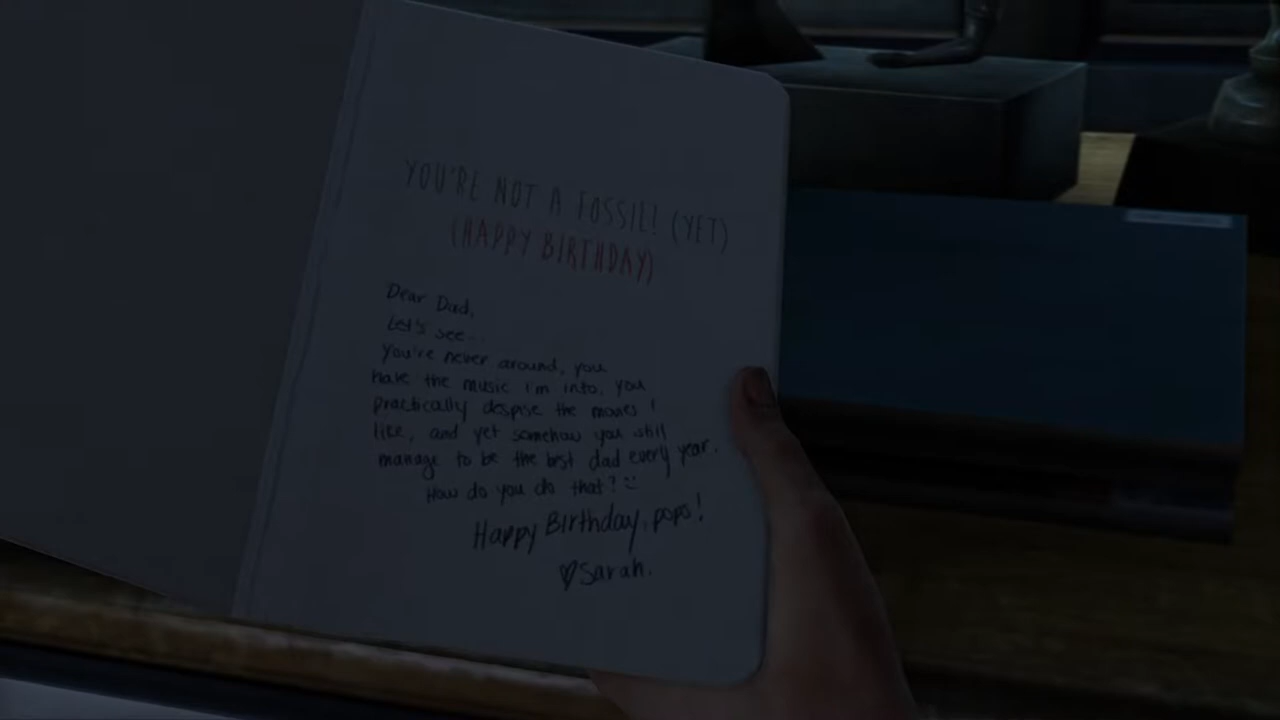 YOU'RE NOT A FOSSIL! (YET)
(HAPPY BIRTHDAY)
Dear Dad,
Let's see...
You're never around, you
hate the music i'm into, you
practically despise the movies i
like, and yet somehow you still
manage to be the best dad every year.
How do you do that? :)
Happy Birthday, pops!
♡Sarah.